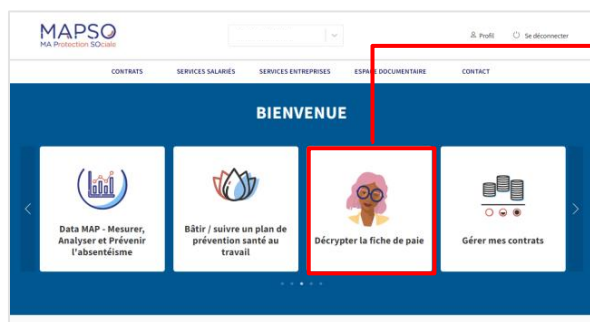 MAPSO
MA Protection SOciale
Profil
Se déconnecter
CONTRATS
SERVICES SALARIÉS
SERVICES ENTREPRISES
ESPACE DOCUMENTAIRE
CONTACT
BIENVENUE
Data MAP - Mesurer,
Analyser et Prévenir
l'absentéisme
Bâtir / suivre un plan de
prévention santé au
travail
Décrypter la fiche de paie
Gérer mes contrats